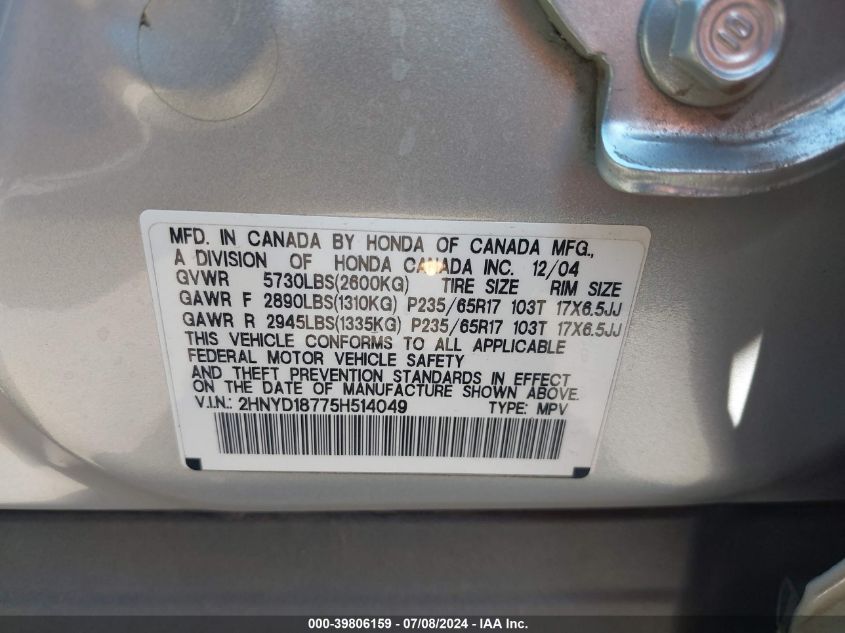 10
MFD. IN CANADA BY HONDA OF CANADA MFG.,
A DIVISION OF HONDA CANADA INC. 12/04
GVWR 5730LBS(2600KG) TIRE SIZE RIM SIZE
GAWR F 2890LBS(1310KG) P235/65R17 103T 17X6.5JJ
GAWR R 2945LBS(1335KG) P235/65R17 103T 17X6.5JJ
THIS VEHICLE CONFORMS TO ALL APPLICABLE
FEDERAL MOTOR VEHICLE SAFETY
AND THEFT PREVENTION STANDARDS IN EFFECT
ON THE DATE OF MANUFACTURE SHOWN ABOVE.
V.I.N.: 2HNYD18775H514049 TYPE: MPV
000-39806159 - 07/08/2024 - IAA Inc.